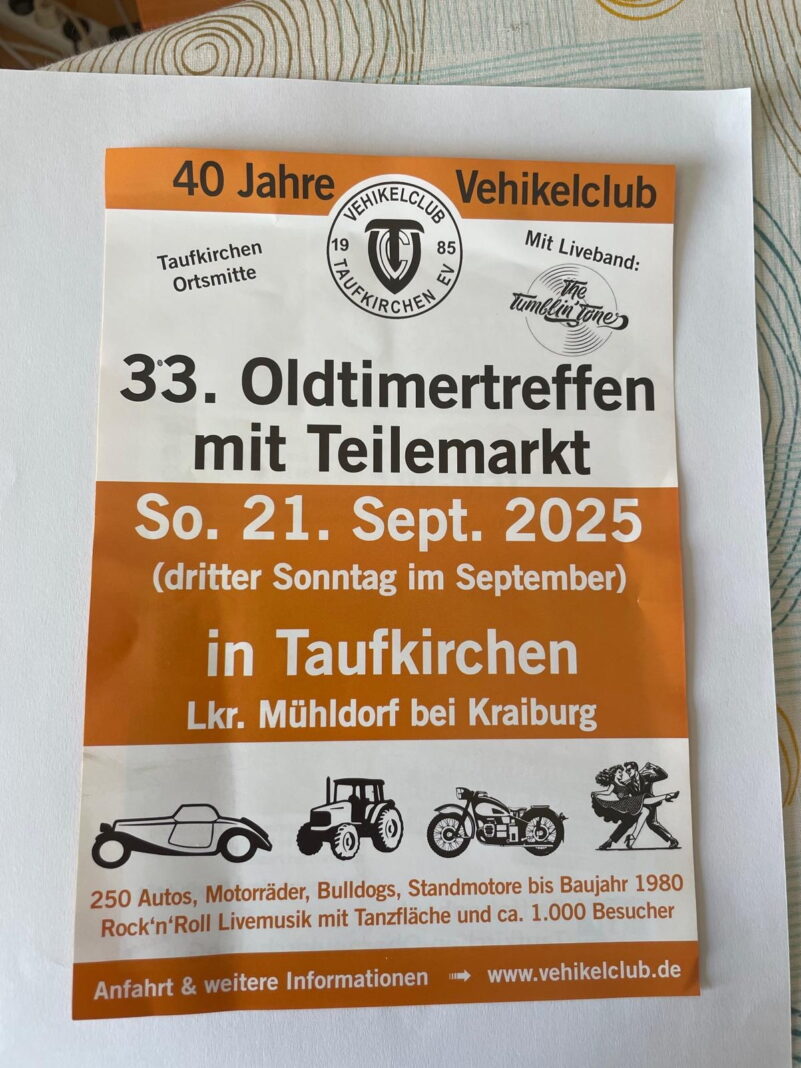 40 Jahre Vehikelclub
VEHIKELCLUB
19 85
TAUFKIRCHEN EV
Taufkirchen
Ortsmitte
Mit Liveband:
The
Tumblin' Tones
33. Oldtimertreffen
mit Teilemarkt
So. 21. Sept. 2025
(dritter Sonntag im September)
in Taufkirchen
Lkr. Mühldorf bei Kraiburg
250 Autos, Motorräder, Bulldogs, Standmotore bis Baujahr 1980
Rock'n'Roll Livemusik mit Tanzfläche und ca. 1.000 Besucher
Anfahrt & weitere Informationen ➟ www.vehikelclub.de